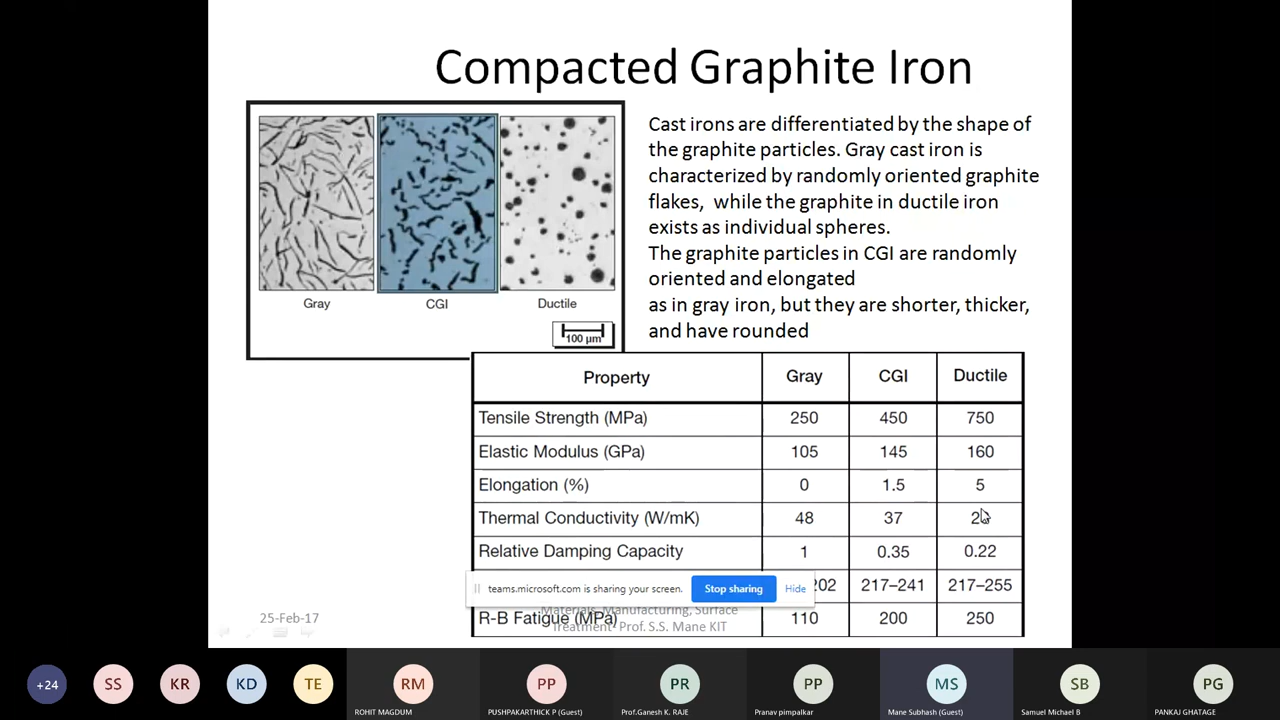 Compacted Graphite Iron
Gray
CGI
Ductile
100 µm
Cast irons are differentiated by the shape of
the graphite particles. Gray cast iron is
characterized by randomly oriented graphite
flakes, while the graphite in ductile iron
exists as individual spheres.
The graphite particles in CGI are randomly
oriented and elongated
as in gray iron, but they are shorter, thicker,
and have rounded
Property Gray CGI Ductile
Tensile Strength (MPa) 250 450 750
Elastic Modulus (GPa) 105 145 160
Elongation (%) 0 1.5 5
Thermal Conductivity (W/mK) 48 37
Relative Damping Capacity 1 0.35 0.22
217–241 217–255
R-B Fatigue (MPa) 110 200 250
teams.microsoft.com is sharing your screen. Stop sharing Hide
25-Feb-17
Materials, Manufacturing, Surface
Treatment- Prof. S.S. Mane KIT
+24 SS KR KD TE RM PP PR PP MS SB PG
ROHIT MAGDUM PUSHPAKARTHICK P (Guest) Prof.Ganesh K. RAJE Pranav pimpalkar Mane Subhash (Guest) Samuel Michael B PANKAJ GHATAGE